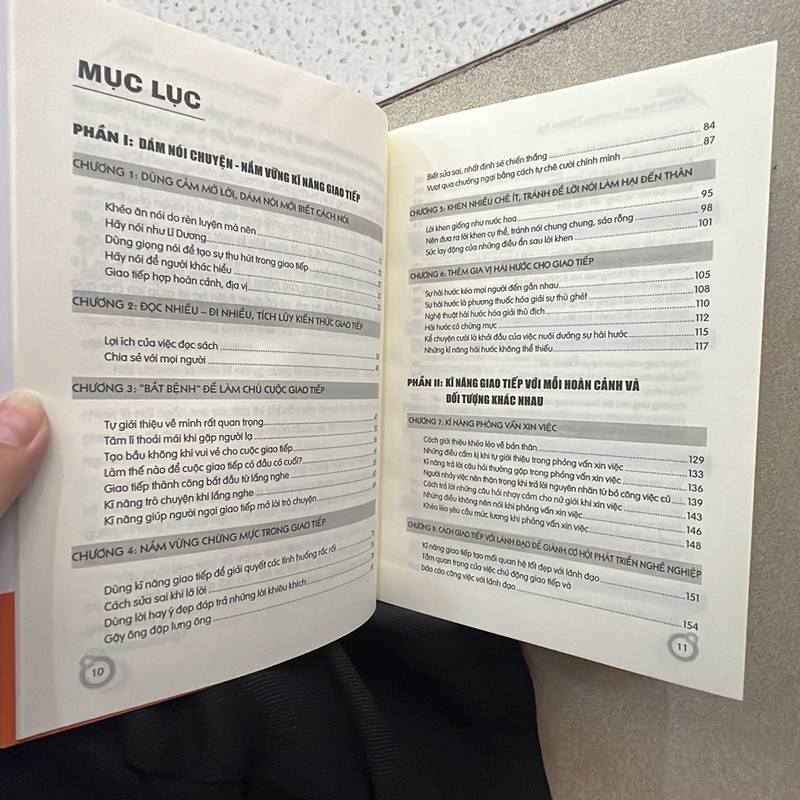 MỤC LỤC
PHẦN I: DÁM NÓI CHUYỆN - NẮM VỮNG KĨ NĂNG GIAO TIẾP
CHƯƠNG 1: DŨNG CẢM MỞ LỜI, DÁM NÓI MỚI BIẾT CÁCH NÓI
Khéo ăn nói do rèn luyện mà nên
Hãy nói như Lĩ Dương
Dùng giọng nói để tạo sự thu hút trong giao tiếp
Hãy nói để người khác hiểu
Giao tiếp hợp hoàn cảnh, địa vị
CHƯƠNG 2: ĐỌC NHIỀU – ĐI NHIỀU, TÍCH LŨY KIẾN THỨC GIAO TIẾP
Lợi ích của việc đọc sách
Chia sẻ với mọi người
CHƯƠNG 3: "BẮT BỆNH" ĐỂ LÀM CHỦ CUỘC GIAO TIẾP
Tự giới thiệu về mình rất quan trọng
Tâm lí thoải mái khi gặp người lạ
Tạo bầu không khí vui vẻ cho cuộc giao tiếp
Làm thế nào để cuộc giao tiếp có đầu có cuối?
Giao tiếp thành công bắt đầu từ lắng nghe
Kĩ năng trò chuyện khi lắng nghe
Kĩ năng giúp người ngại giao tiếp mở lời trò chuyện
CHƯƠNG 4: NẮM VỮNG CHỪNG MỰC TRONG GIAO TIẾP
Dùng kĩ năng giao tiếp để giải quyết các tình huống rắc rối
Cách sửa sai khi lỡ lời
Dùng lời hay ý đẹp đáp trả những lời khiêu khích
Gậy ông đập lưng ông
10
Biết sửa sai, nhất định sẽ chiến thắng 84
Vượt qua chướng ngại bằng cách tự chê cười chính mình 87
CHƯƠNG 5: KHEN NHIỀU CHÊ ÍT, TRÁNH ĐỂ LỜI NÓI LÀM HẠI ĐẾN THÂN
Lời khen giống như nước hoa 95
Nên đưa ra lời khen cụ thể, tránh nói chung chung, sáo rỗng 98
Sức lay động của những điều ẩn sau lời khen 101
CHƯƠNG 6: THÊM GIA VỊ HÀI HƯỚC CHO GIAO TIẾP
Sự hài hước kéo mọi người đến gần nhau 105
Sự hài hước là phương thuốc hóa giải sự thù ghét 108
Nghệ thuật hài hước hóa giải thù địch 110
Hài hước có chừng mực 112
Kể chuyện cười là khởi đầu của việc nuôi dưỡng sự hài hước 115
Những kĩ năng hài hước không thể thiếu 117
PHẦN II: KĨ NĂNG GIAO TIẾP VỚI MỖI HOÀN CẢNH VÀ
ĐỐI TƯỢNG KHÁC NHAU
CHƯƠNG 7: KĨ NĂNG PHỎNG VẤN XIN VIỆC
Cách giới thiệu khéo léo về bản thân 129
Những điều cấm kị khi tự giới thiệu trong phỏng vấn xin việc 133
Kĩ năng trả lời câu hỏi thường gặp trong phỏng vấn xin việc 136
Người nhảy việc nên thận trọng khi trả lời nguyên nhân từ bỏ công việc cũ 139
Cách trả lời những câu hỏi nhạy cảm cho nữ giới khi xin việc 143
Những điều không nên nói khi phỏng vấn xin việc 146
Khéo léo yêu cầu mức lương khi phỏng vấn xin việc 148
CHƯƠNG 8: CÁCH GIAO TIẾP VỚI LÃNH ĐẠO ĐỂ GIÀNH CƠ HỘI PHÁT TRIỂN NGHỀ NGHIỆP
Kĩ năng giao tiếp tạo mối quan hệ tốt đẹp với lãnh đạo 151
Tầm quan trọng của việc chủ động giao tiếp và
báo cáo công việc với lãnh đạo 154
11